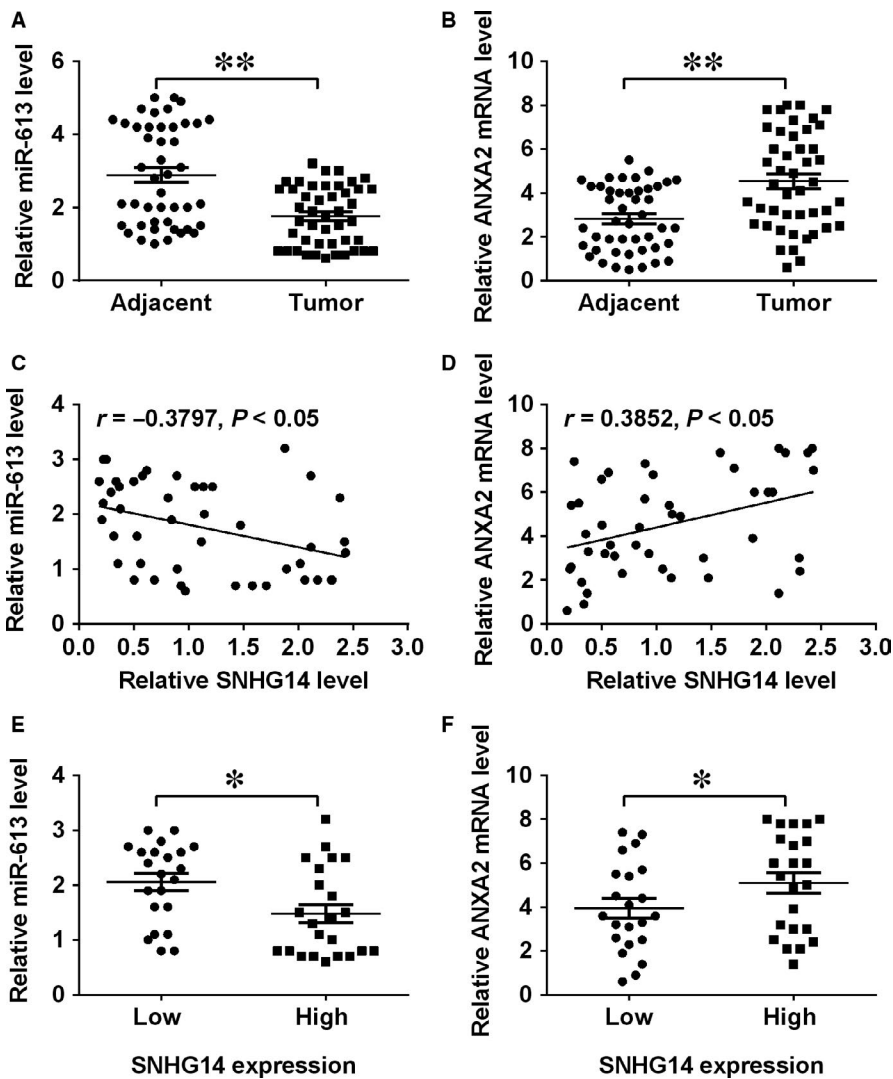 A
Relative miR-613 level
6
4
2
0
**
Adjacent
Tumor
B
Relative ANXA2 mRNA level
10
8
6
4
2
0
**
Adjacent
Tumor
C
Relative miR-613 level
4
3
2
1
0
r = –0.3797, P < 0.05
0.0 0.5 1.0 1.5 2.0 2.5 3.0
Relative SNHG14 level
D
Relative ANXA2 mRNA level
10
8
6
4
2
0
r = 0.3852, P < 0.05
0.0 0.5 1.0 1.5 2.0 2.5 3.0
Relative SNHG14 level
E
Relative miR-613 level
4
3
2
1
0
*
Low
High
SNHG14 expression
F
Relative ANXA2 mRNA level
10
8
6
4
2
0
*
Low
High
SNHG14 expression